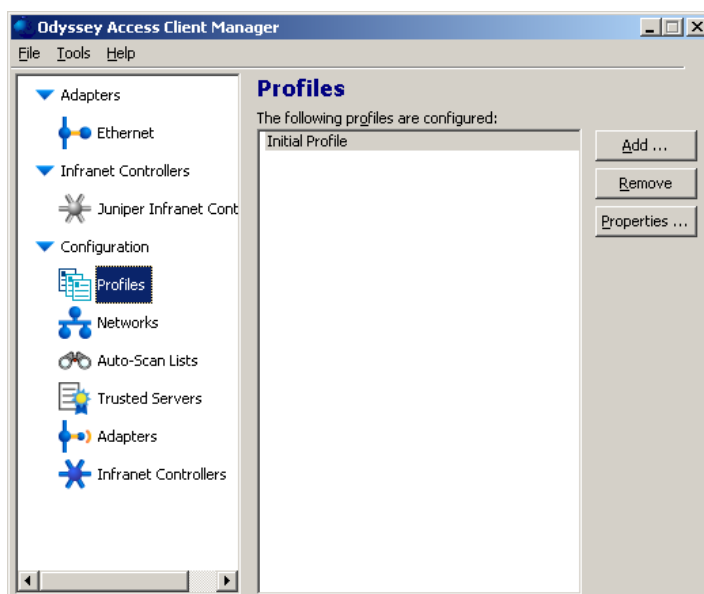 Odyssey Access Client Manager
File Tools Help
Adapters
Ethernet
Infranet Controllers
Juniper Infranet Cont
Configuration
Profiles
Networks
Auto-Scan Lists
Trusted Servers
Adapters
Infranet Controllers
Profiles
The following profiles are configured:
Initial Profile
Add ...
Remove
Properties ...